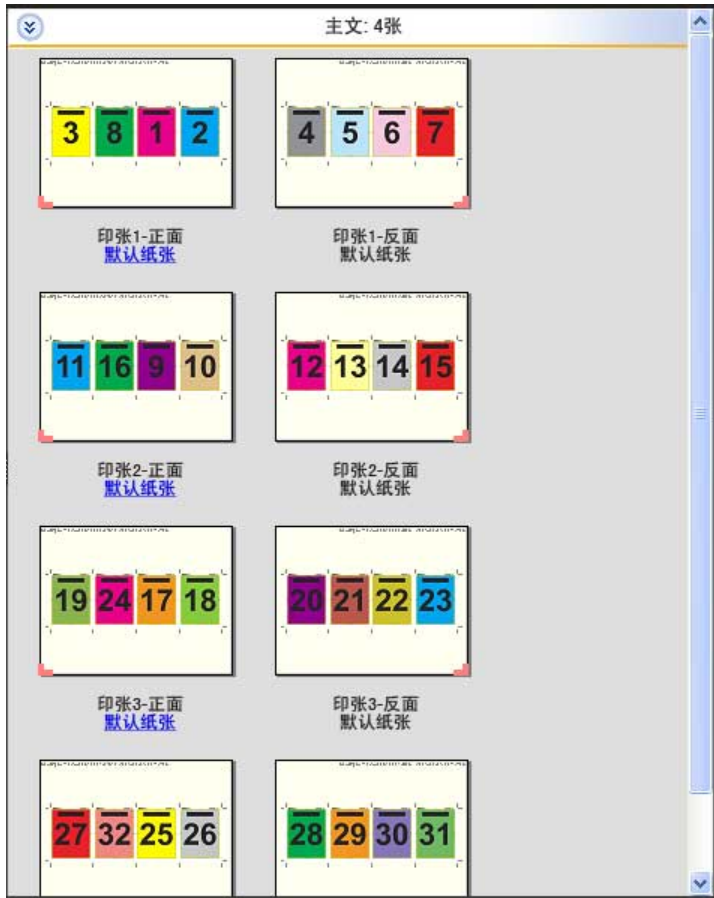 主文: 4张
3 8 1 2
4 5 6 7
印张1-正面
默认纸张
印张1-反面
默认纸张
11 16 9 10
12 13 14 15
印张2-正面
默认纸张
印张2-反面
默认纸张
19 24 17 18
20 21 22 23
印张3-正面
默认纸张
印张3-反面
默认纸张
27 32 25 26
28 29 30 31